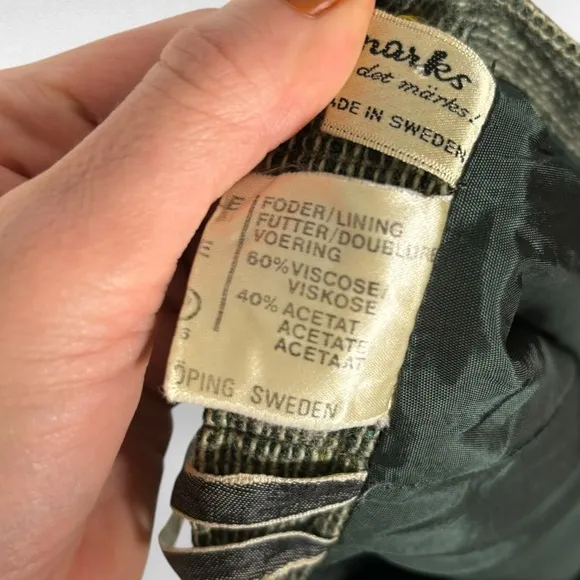 marks
det märks!
MADE IN SWEDEN
FODER/LINING
FUTTER/DOUBLURE
VOERING
60% VISCOSE/
VISKOSE
40% ACETAT
ACETATE
ACETAAT
ÖPING SWEDEN